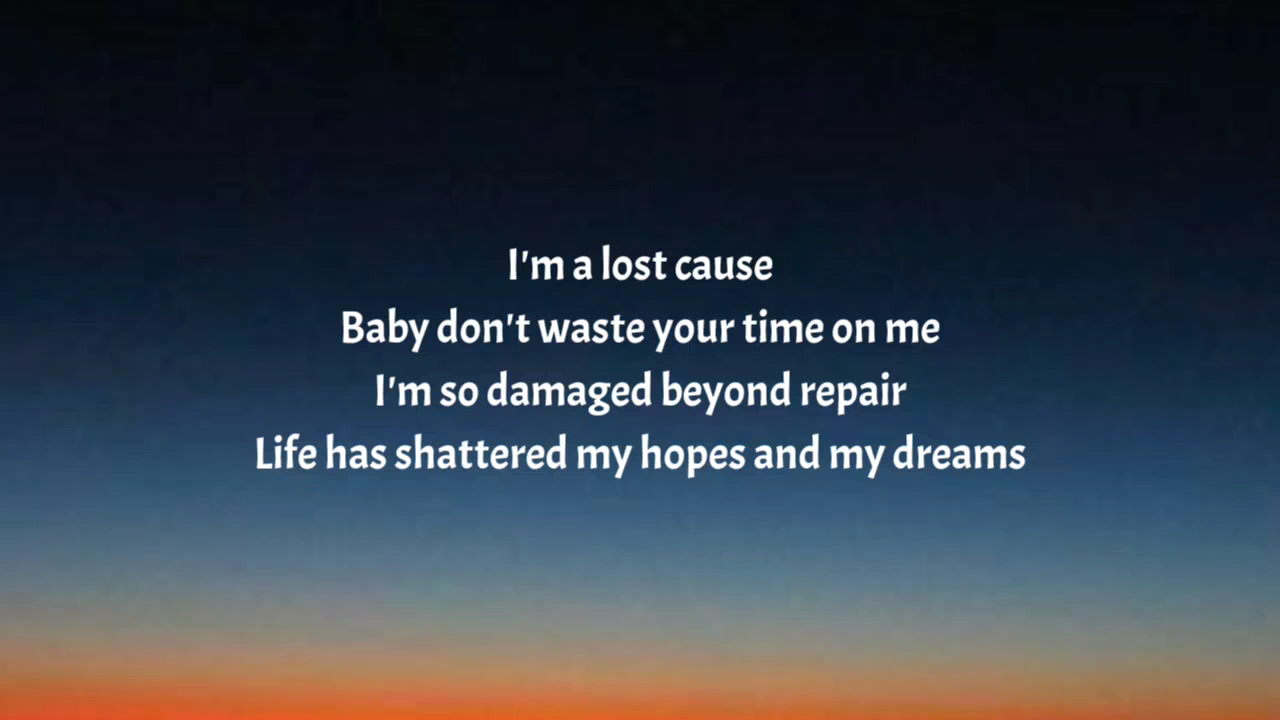 I'm a lost cause
Baby don't waste your time on me
I'm so damaged beyond repair
Life has shattered my hopes and my dreams